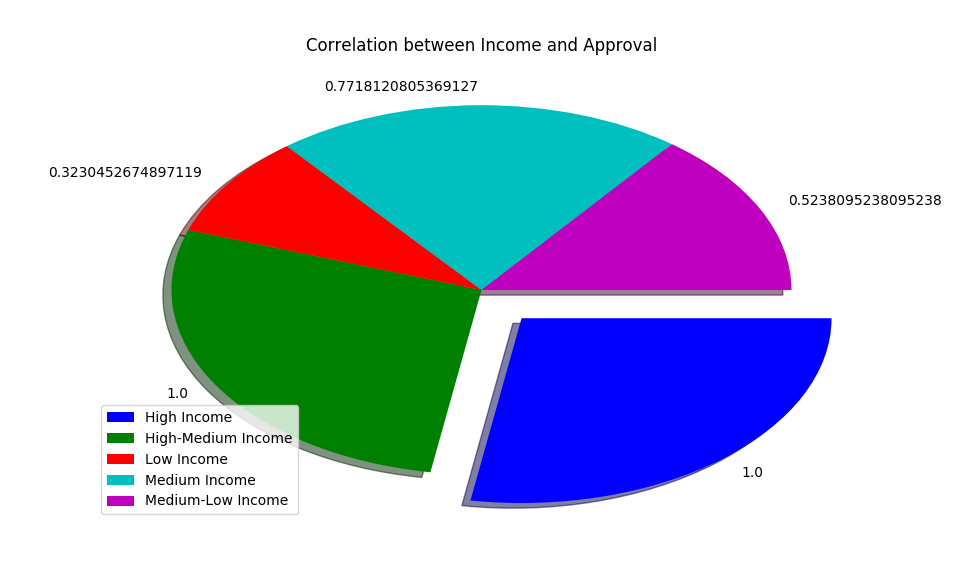 Correlation between Income and Approval
0.7718120805369127
0.3230452674897119
0.5238095238095238
1.0
High Income
High-Medium Income
Low Income
Medium Income
Medium-Low Income
1.0